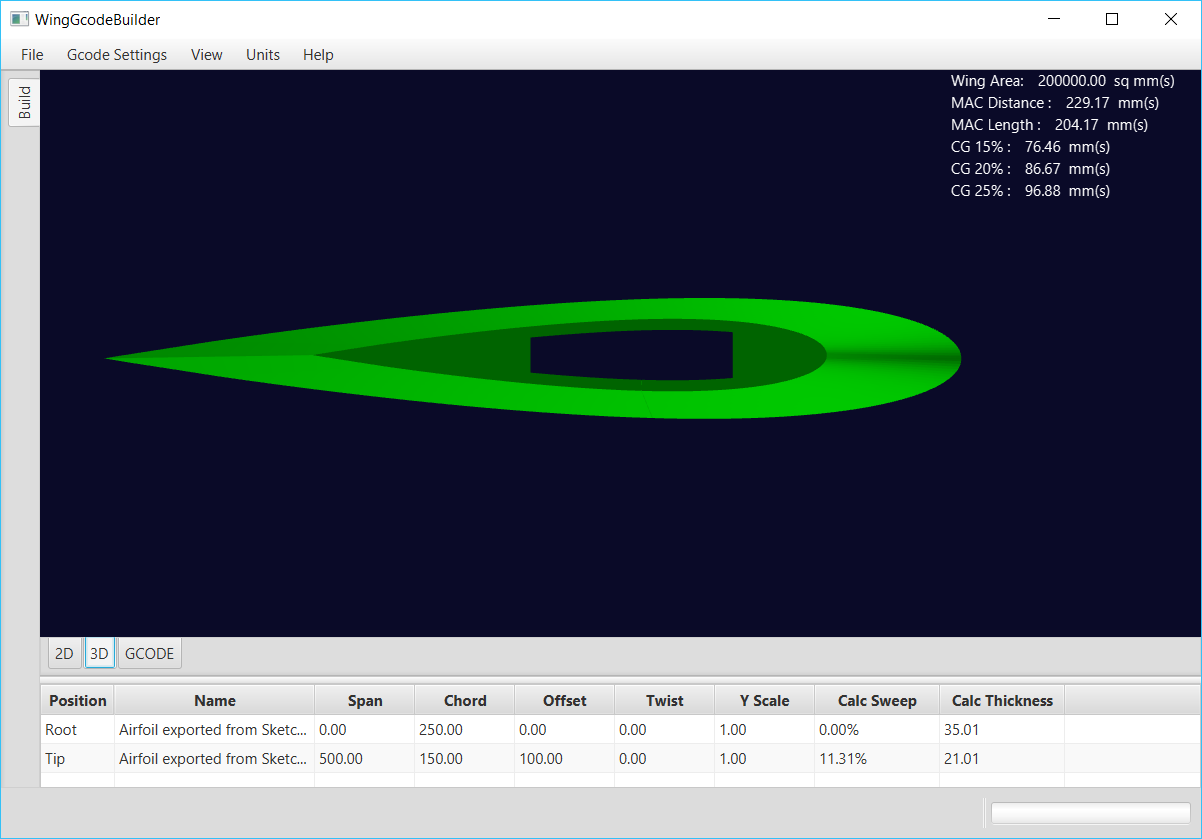 WingGcodeBuilder
File Gcode Settings View Units Help
Build
Wing Area: 200000.00 sq mm(s)
MAC Distance : 229.17 mm(s)
MAC Length : 204.17 mm(s)
CG 15% : 76.46 mm(s)
CG 20% : 86.67 mm(s)
CG 25% : 96.88 mm(s)
2D 3D GCODE
Position Name Span Chord Offset Twist Y Scale Calc Sweep Calc Thickness
Root Airfoil exported from Sketc... 0.00 250.00 0.00 0.00 1.00 0.00% 35.01
Tip Airfoil exported from Sketc... 500.00 150.00 100.00 0.00 1.00 11.31% 21.01